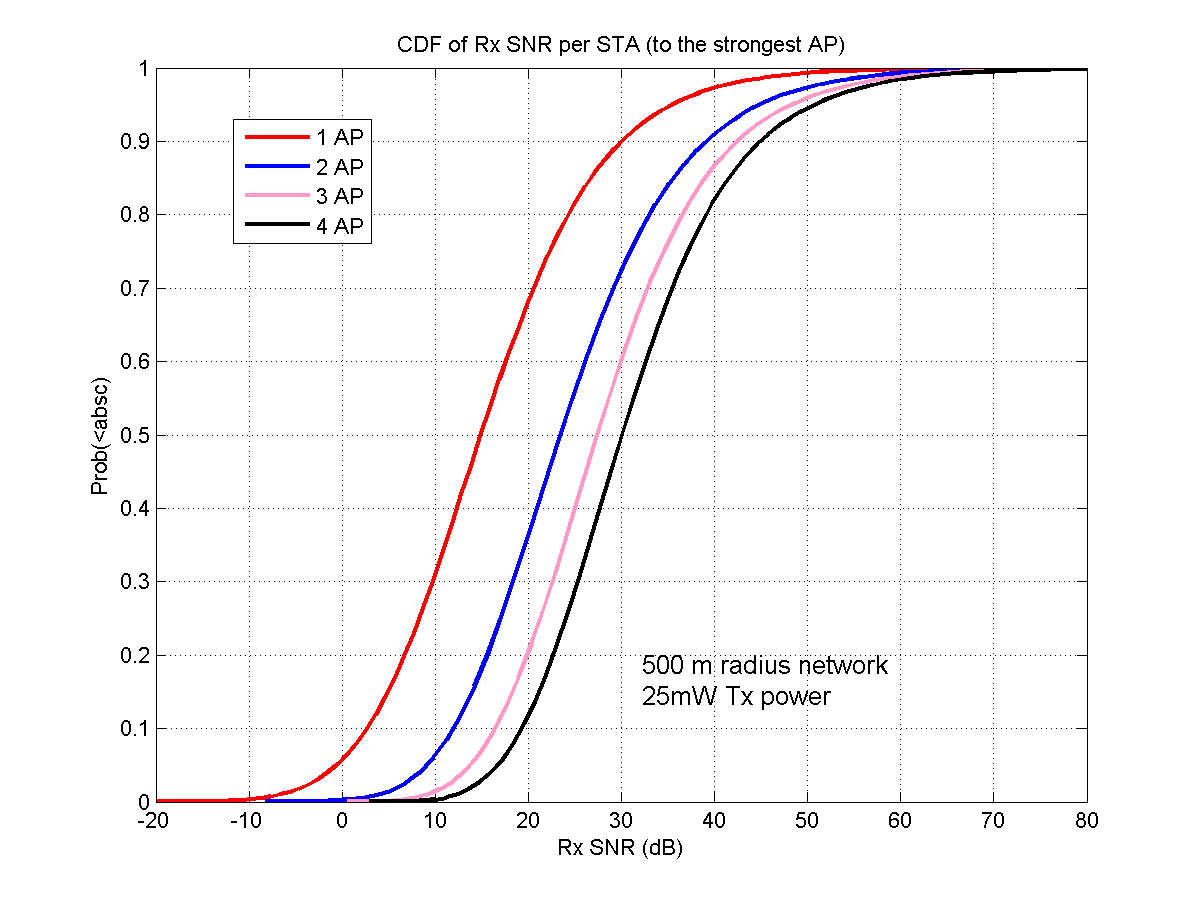 CDF of Rx SNR per STA (to the strongest AP)
1
0.9
0.8
0.7
0.6
0.5
0.4
0.3
0.2
0.1
0
Prob(<absc)
1 AP
2 AP
3 AP
4 AP
500 m radius network
25mW Tx power
-20 -10 0 10 20 30 40 50 60 70 80
Rx SNR (dB)